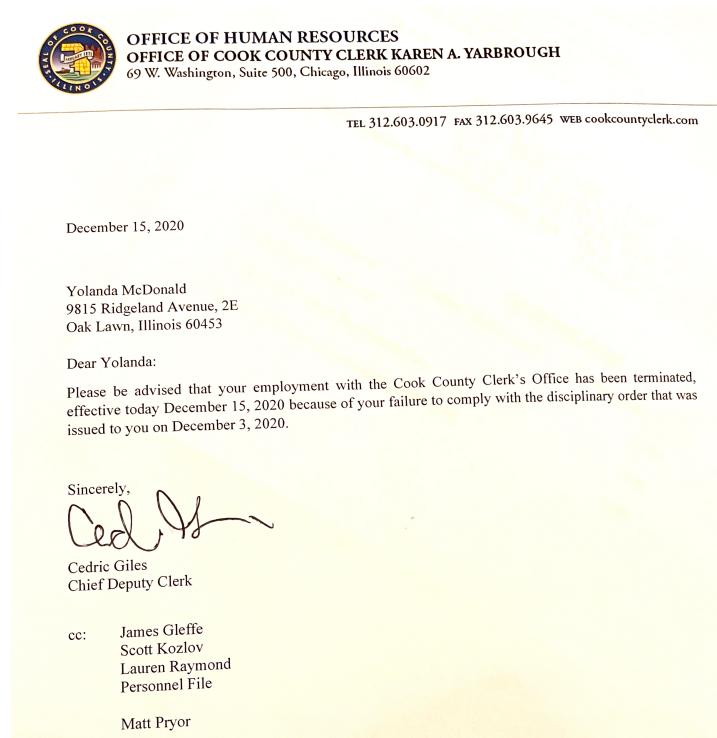 SEAL OF COOK COUNTY
ILLINOIS
OFFICE OF HUMAN RESOURCES
OFFICE OF COOK COUNTY CLERK KAREN A. YARBROUGH
69 W. Washington, Suite 500, Chicago, Illinois 60602
TEL 312.603.0917 FAX 312.603.9645 WEB cookcountyclerk.com
December 15, 2020
Yolanda McDonald
9815 Ridgeland Avenue, 2E
Oak Lawn, Illinois 60453
Dear Yolanda:
Please be advised that your employment with the Cook County Clerk's Office has been terminated,
effective today December 15, 2020 because of your failure to comply with the disciplinary order that was
issued to you on December 3, 2020.
Sincerely,
Cedric Giles
Chief Deputy Clerk
cc: James Gleffe
Scott Kozlov
Lauren Raymond
Personnel File
Matt Pryor